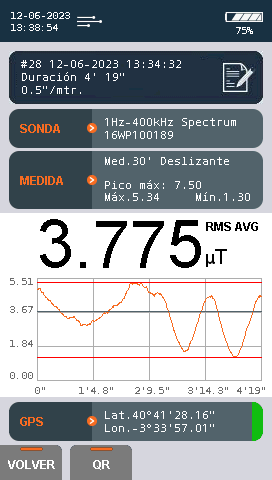 12-06-2023
13:38:54
75%
#28 12-06-2023 13:34:32
Duración 4' 19"
0.5"/mtr.
SONDA
1Hz-400kHz Spectrum
16WP100189
MEDIDA
Med.30' Deslizante
Pico máx: 7.50
Máx.5.34 Mín.1.30
3.775 RMS AVG
µT
5.51
3.67
1.84
0.00
0" 1'4.8" 2'9.5" 3'14.3" 4'19"
GPS
Lat.40°41'28.16"
Lon.-3°33'57.01"
VOLVER QR